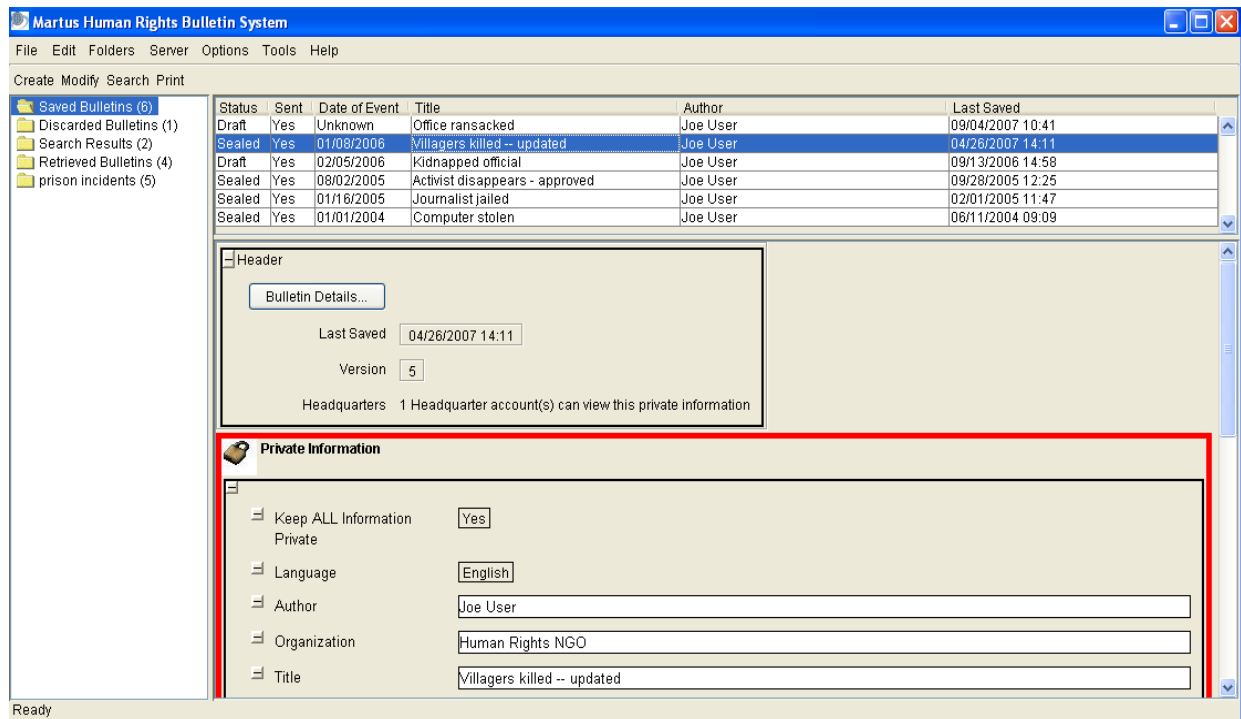 Martus Human Rights Bulletin System
File Edit Folders Server Options Tools Help
Create Modify Search Print
Saved Bulletins (6)
Discarded Bulletins (1)
Search Results (2)
Retrieved Bulletins (4)
prison incidents (5)
Status Sent Date of Event Title Author Last Saved
Draft Yes Unknown Office ransacked Joe User 09/04/2007 10:41
Sealed Yes 01/08/2006 Villagers killed -- updated Joe User 04/26/2007 14:11
Draft Yes 02/05/2006 Kidnapped official Joe User 09/13/2006 14:58
Sealed Yes 08/02/2005 Activist disappears - approved Joe User 09/28/2005 12:25
Sealed Yes 01/16/2005 Journalist jailed Joe User 02/01/2005 11:47
Sealed Yes 01/01/2004 Computer stolen Joe User 06/11/2004 09:09
Header
Bulletin Details...
Last Saved 04/26/2007 14:11
Version 5
Headquarters 1 Headquarter account(s) can view this private information
Private Information
Keep ALL Information Yes
Private
Language English
Author Joe User
Organization Human Rights NGO
Title Villagers killed -- updated
Ready